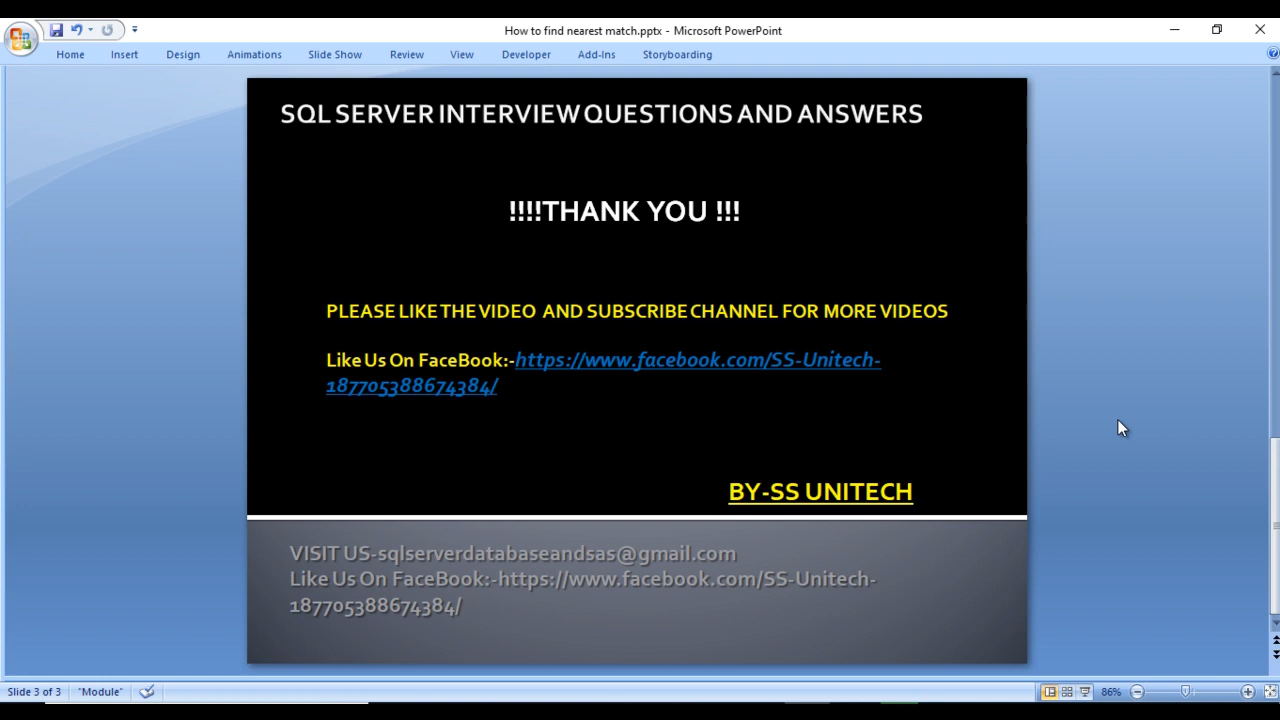 How to find nearest match.pptx - Microsoft PowerPoint
Home Insert Design Animations Slide Show Review View Developer Add-Ins Storyboarding
SQL SERVER INTERVIEW QUESTIONS AND ANSWERS
!!!!THANK YOU !!!
PLEASE LIKE THE VIDEO AND SUBSCRIBE CHANNEL FOR MORE VIDEOS
Like Us On FaceBook:-https://www.facebook.com/SS-Unitech-
187705388674384/
BY-SS UNITECH
VISIT US-sqlserverdatabaseandsas@gmail.com
Like Us On FaceBook:-https://www.facebook.com/SS-Unitech-
187705388674384/
Slide 3 of 3 "Module" 86%